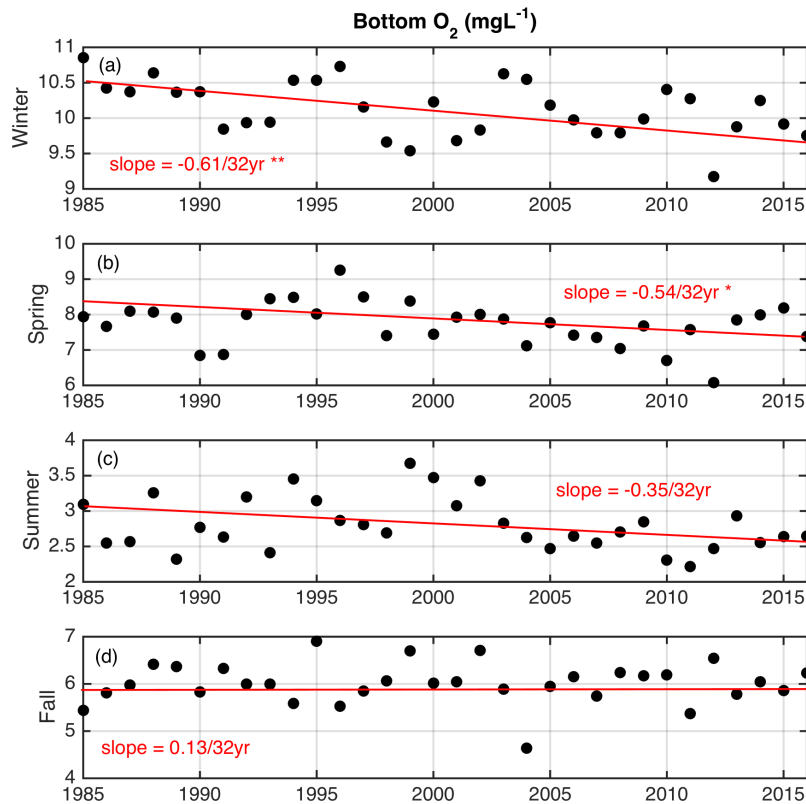 Bottom O2 (mgL-1)
(a)
Winter
11
10.5
10
9.5
9
slope = -0.61/32yr **
1985 1990 1995 2000 2005 2010 2015
(b)
Spring
10
9
8
7
6
slope = -0.54/32yr *
1985 1990 1995 2000 2005 2010 2015
(c)
Summer
4
3.5
3
2.5
2
slope = -0.35/32yr
1985 1990 1995 2000 2005 2010 2015
(d)
Fall
7
6
5
4
slope = 0.13/32yr
1985 1990 1995 2000 2005 2010 2015